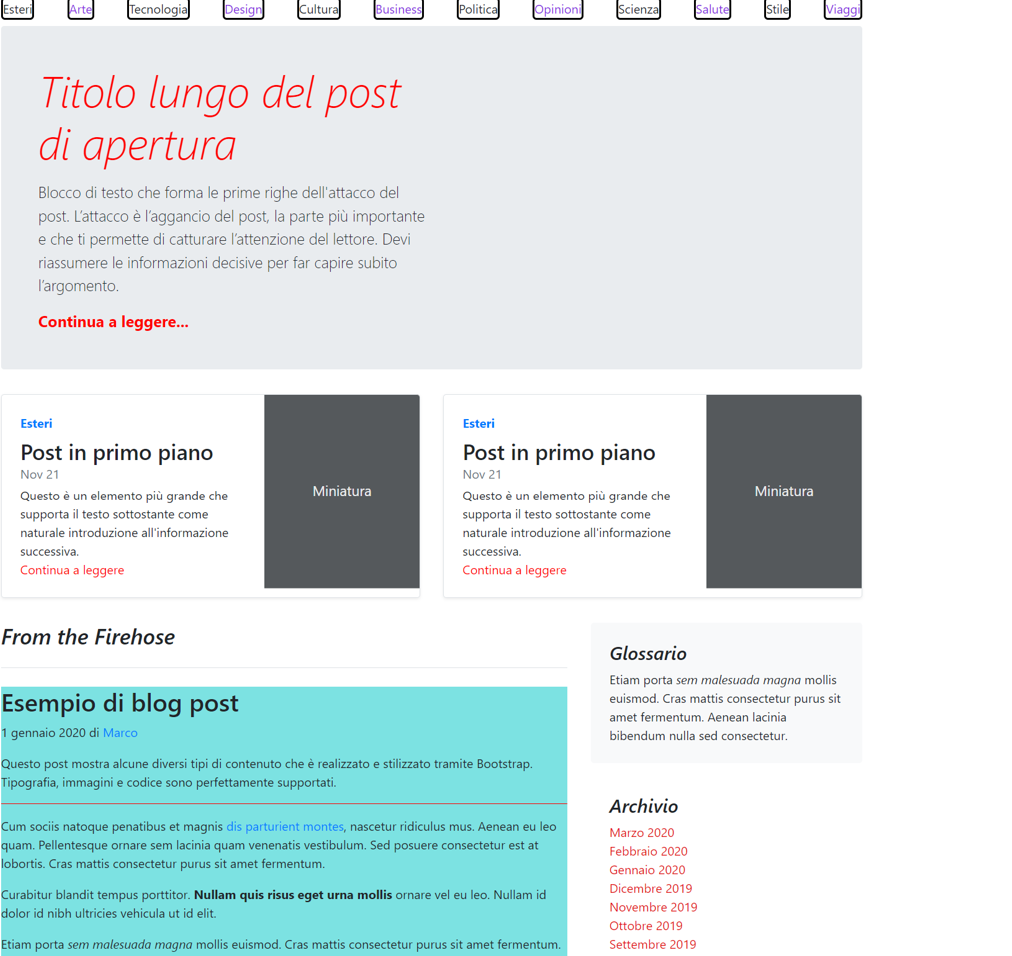 Esteri Arte Tecnologia Design Cultura Business Politica Opinioni Scienza Salute Stile Viaggi
Titolo lungo del post
di apertura
Blocco di testo che forma le prime righe dell'attacco del
post. L’attacco è l’aggancio del post, la parte più importante
e che ti permette di catturare l’attenzione del lettore. Devi
riassumere le informazioni decisive per far capire subito
l’argomento.
Continua a leggere...
Esteri
Post in primo piano
Nov 21
Questo è un elemento più grande che
supporta il testo sottostante come
naturale introduzione all'informazione
successiva.
Continua a leggere
Miniatura
Esteri
Post in primo piano
Nov 21
Questo è un elemento più grande che
supporta il testo sottostante come
naturale introduzione all'informazione
successiva.
Continua a leggere
Miniatura
From the Firehose
Esempio di blog post
1 gennaio 2020 di Marco
Questo post mostra alcune diversi tipi di contenuto che è realizzato e stilizzato tramite Bootstrap.
Tipografia, immagini e codice sono perfettamente supportati.
Cum sociis natoque penatibus et magnis dis parturient montes, nascetur ridiculus mus. Aenean eu leo
quam. Pellentesque ornare sem lacinia quam venenatis vestibulum. Sed posuere consectetur est at
lobortis. Cras mattis consectetur purus sit amet fermentum.
Curabitur blandit tempus porttitor. Nullam quis risus eget urna mollis ornare vel eu leo. Nullam id
dolor id nibh ultricies vehicula ut id elit.
Etiam porta sem malesuada magna mollis euismod. Cras mattis consectetur purus sit amet fermentum.
Glossario
Etiam porta sem malesuada magna mollis
euismod. Cras mattis consectetur purus sit
amet fermentum. Aenean lacinia
bibendum nulla sed consectetur.
Archivio
Marzo 2020
Febbraio 2020
Gennaio 2020
Dicembre 2019
Novembre 2019
Ottobre 2019
Settembre 2019